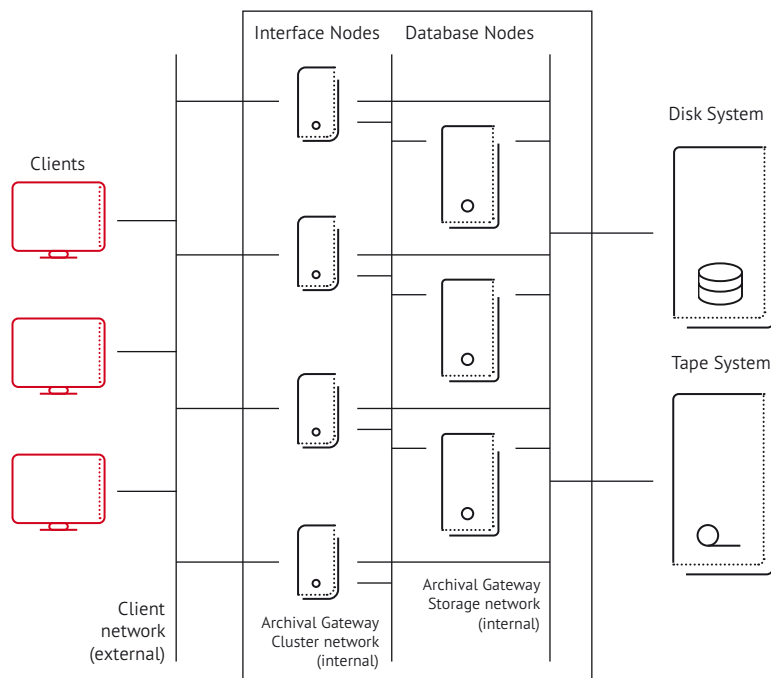 Interface Nodes
Database Nodes
Disk System
Clients
Tape System
Client
network
(external)
Archival Gateway
Cluster network
(internal)
Archival Gateway
Storage network
(internal)